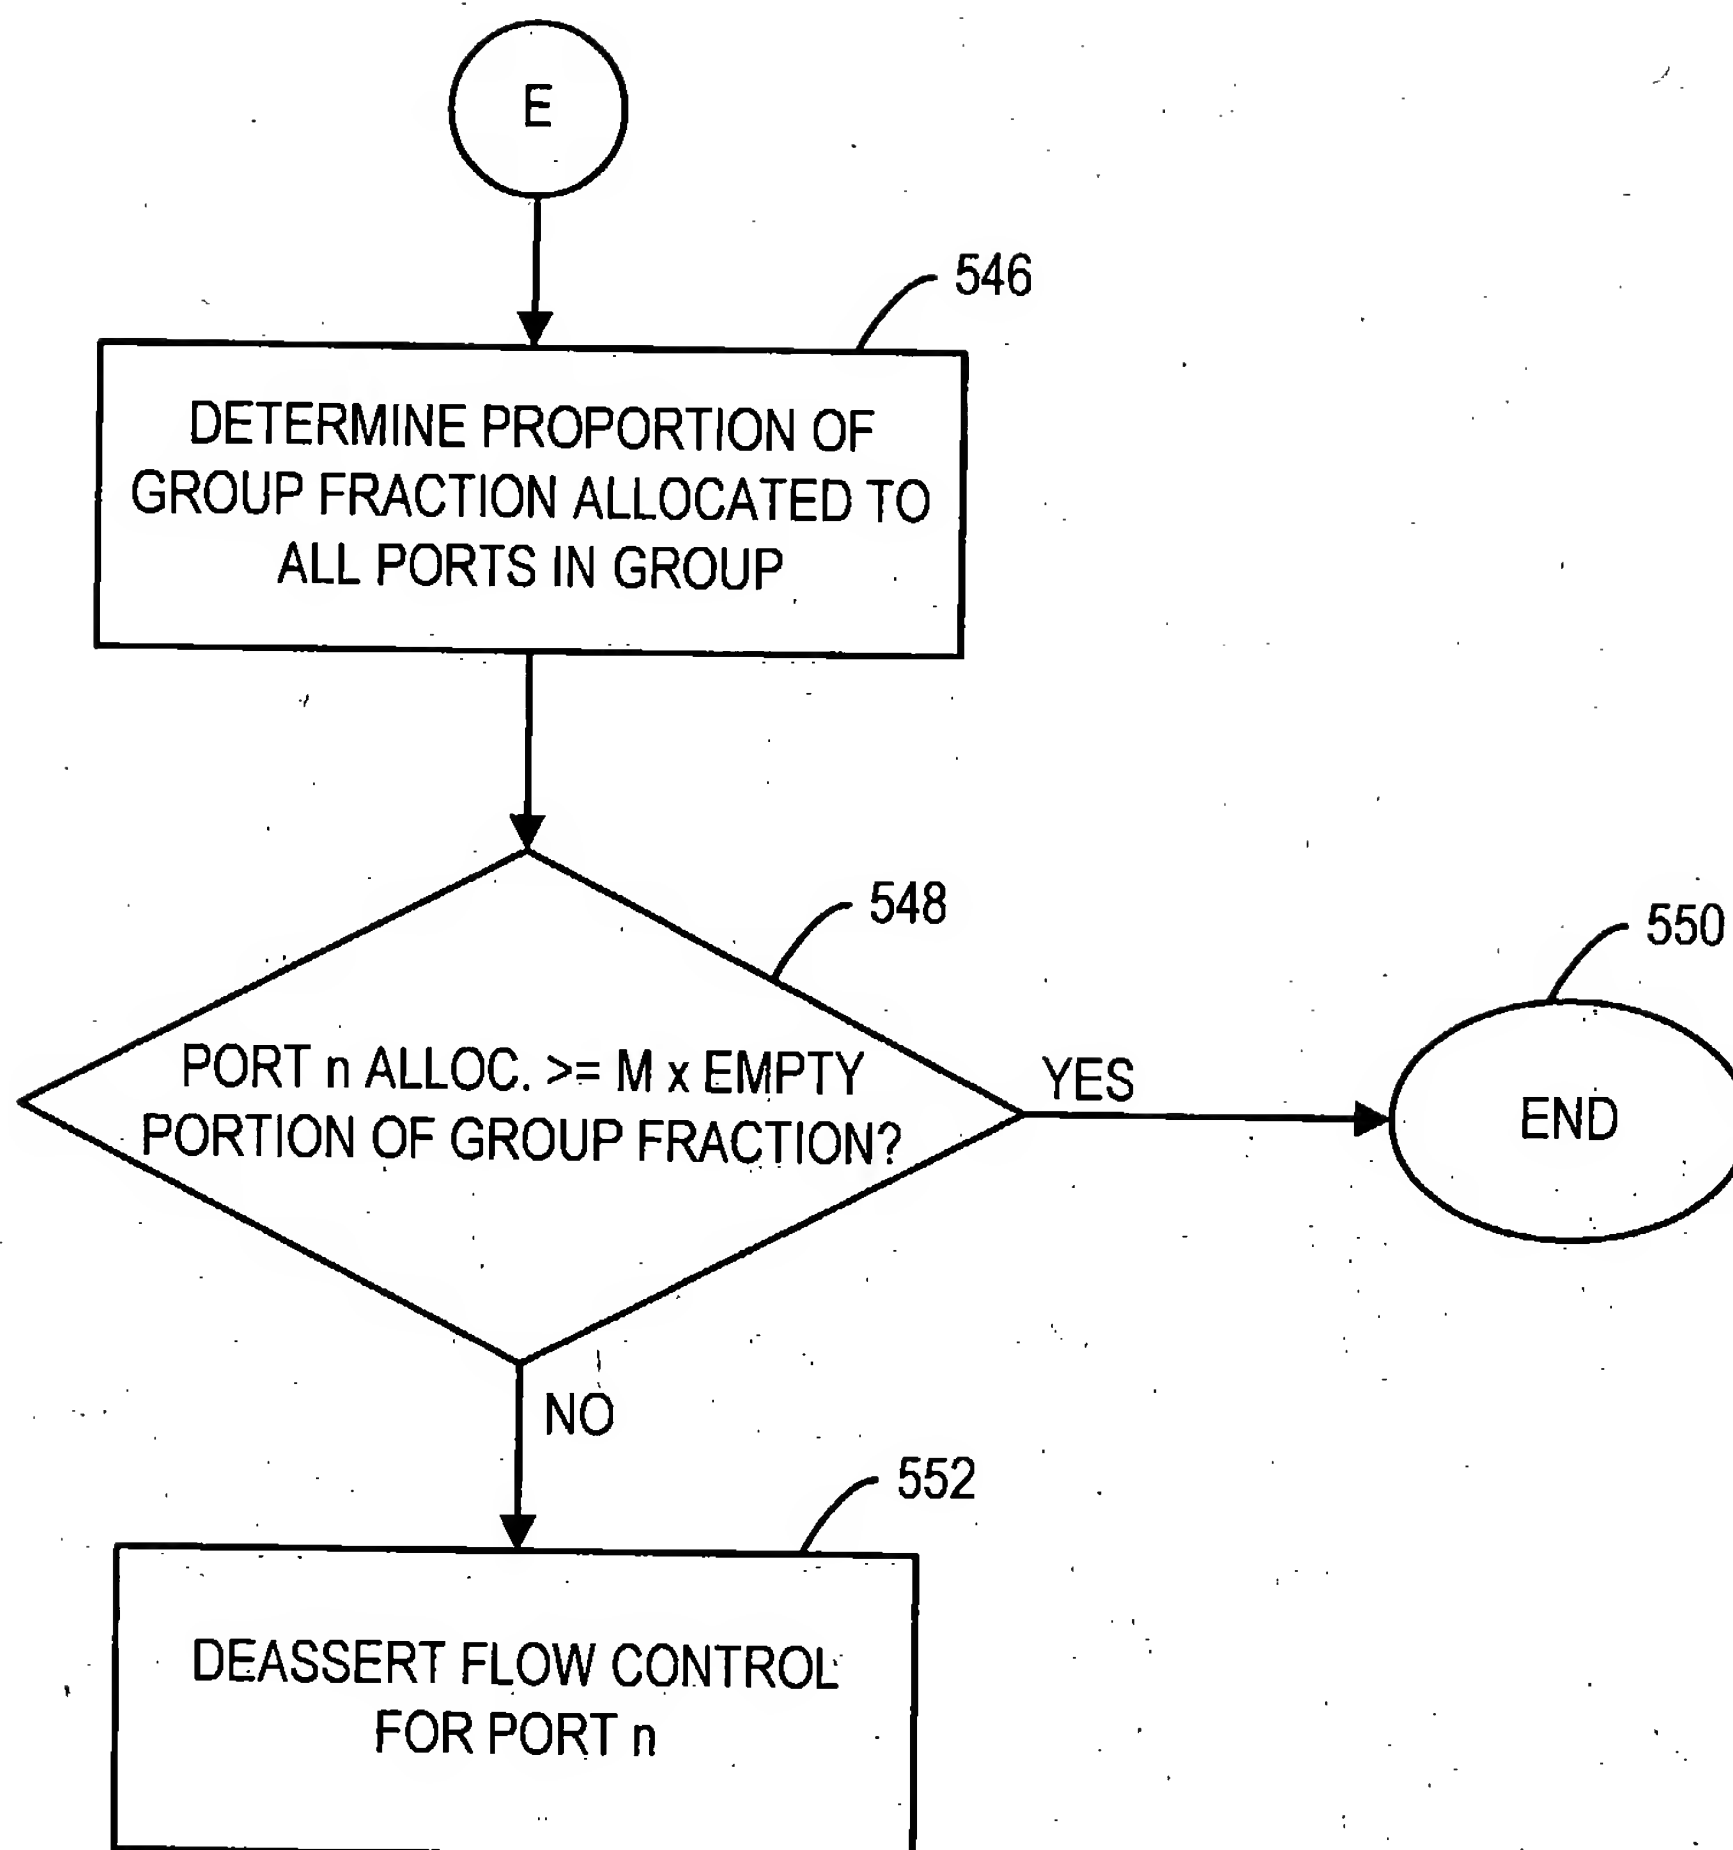 E
546
DETERMINE PROPORTION OF
GROUP FRACTION ALLOCATED TO
ALL PORTS IN GROUP
548
550
PORT n ALLOC. >= M x EMPTY
PORTION OF GROUP FRACTION?
YES
END
NO
552
DEASSERT FLOW CONTROL
FOR PORT n